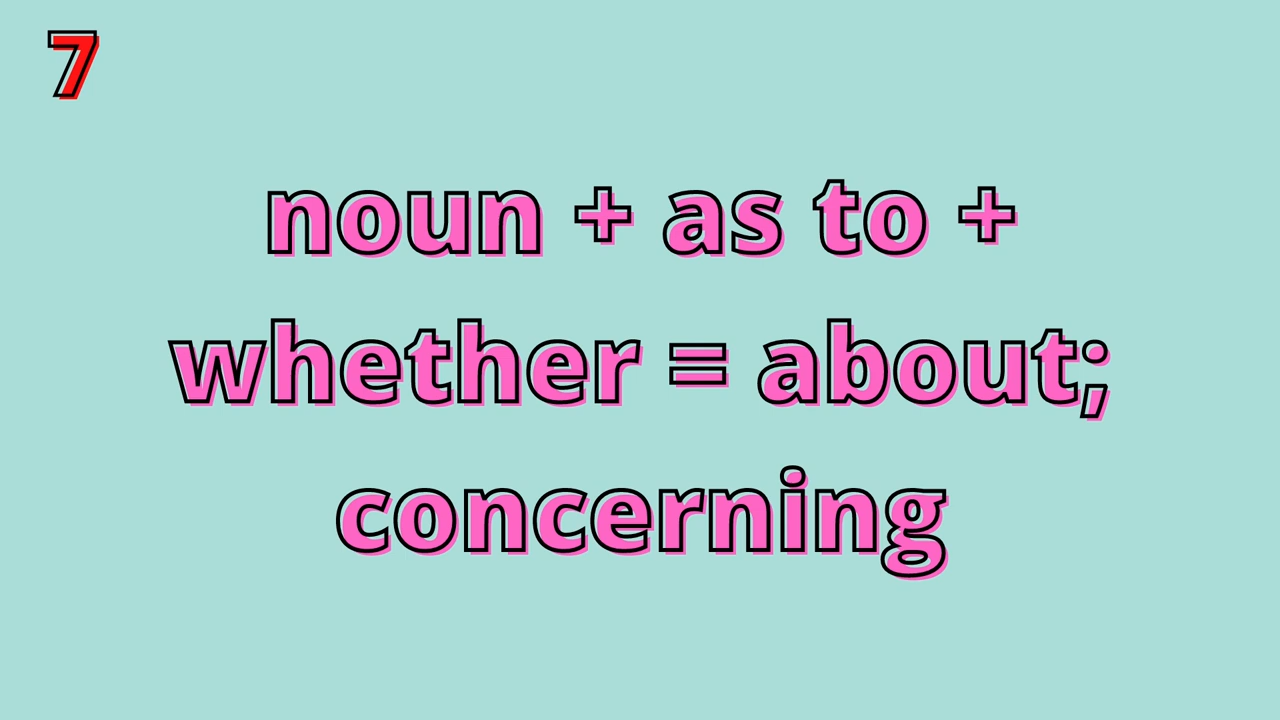 7
noun + as to +
whether = about;
concerning